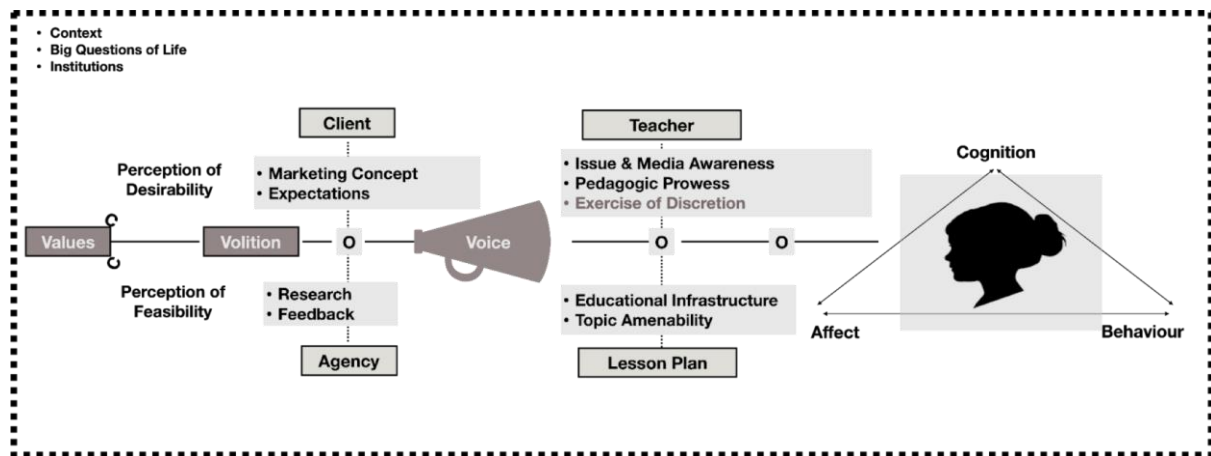 • Context
• Big Questions of Life
• Institutions
Client
Teacher
Perception of
Desirability
• Marketing Concept
• Expectations
• Issue & Media Awareness
• Pedagogic Prowess
• Exercise of Discretion
Cognition
Values
Volition
O
Voice
O
O
Perception of
Feasibility
• Research
• Feedback
• Educational Infrastructure
• Topic Amenability
Affect
Behaviour
Agency
Lesson Plan